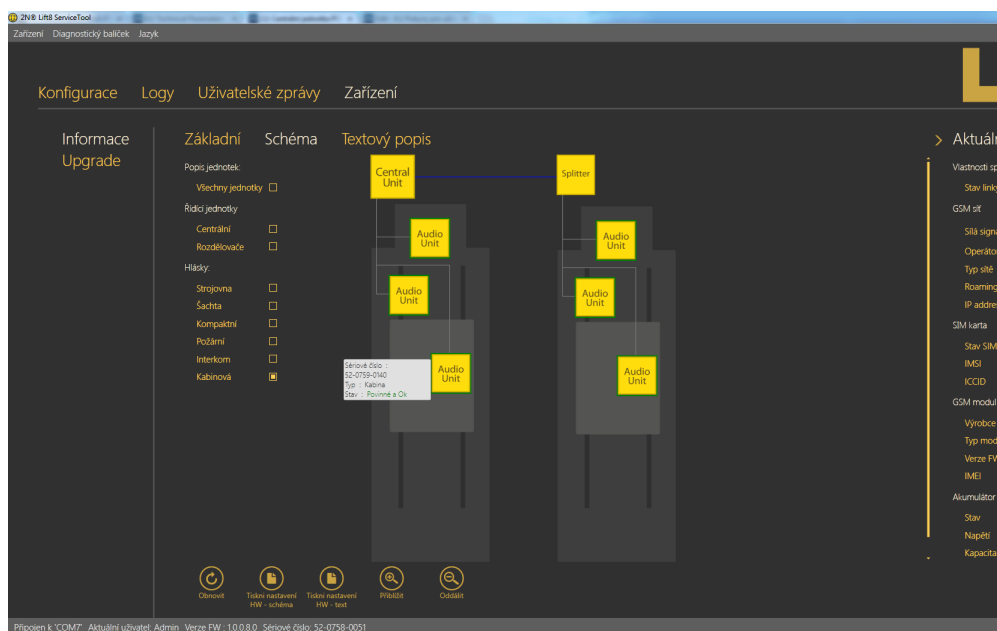 2N® Lift8 ServiceTool
Zařízení Diagnostický balíček Jazyk
Konfigurace Logy Uživatelské zprávy Zařízení
Informace
Upgrade
Základní Schéma Textový popis
Popis jednotek:
Všechny jednotky
Řídící jednotky
Centrální
Rozdělovače
Hlásky:
Strojovna
Šachta
Kompaktní
Požární
Interkom
Kabinová
Central
Unit
Splitter
Audio
Unit
Audio
Unit
Audio
Unit
Audio
Unit
Sériové číslo :
52-0759-0140
Typ : Kabina
Stav : Povinné a Ok
Audio
Unit
Audio
Unit
> Aktuáln
Vlastnosti sp
Stav linky
GSM síť
Síla signá
Operátor
Typ sítě
Roaming
IP addres
SIM karta
Stav SIM
IMSI
ICCID
GSM modul
Výrobce
Typ mod
Verze FW
IMEI
Akumulátor
Stav
Napětí
Kapacita
Obnovit
Tiskni nastavení
HW - schéma
Tiskni nastavení
HW - text
Přiblížit
Oddálit
Připojen k 'COM7' Aktuální uživatel: Admin Verze FW : 1.0.0.8.0 Sériové číslo: 52-0758-0051